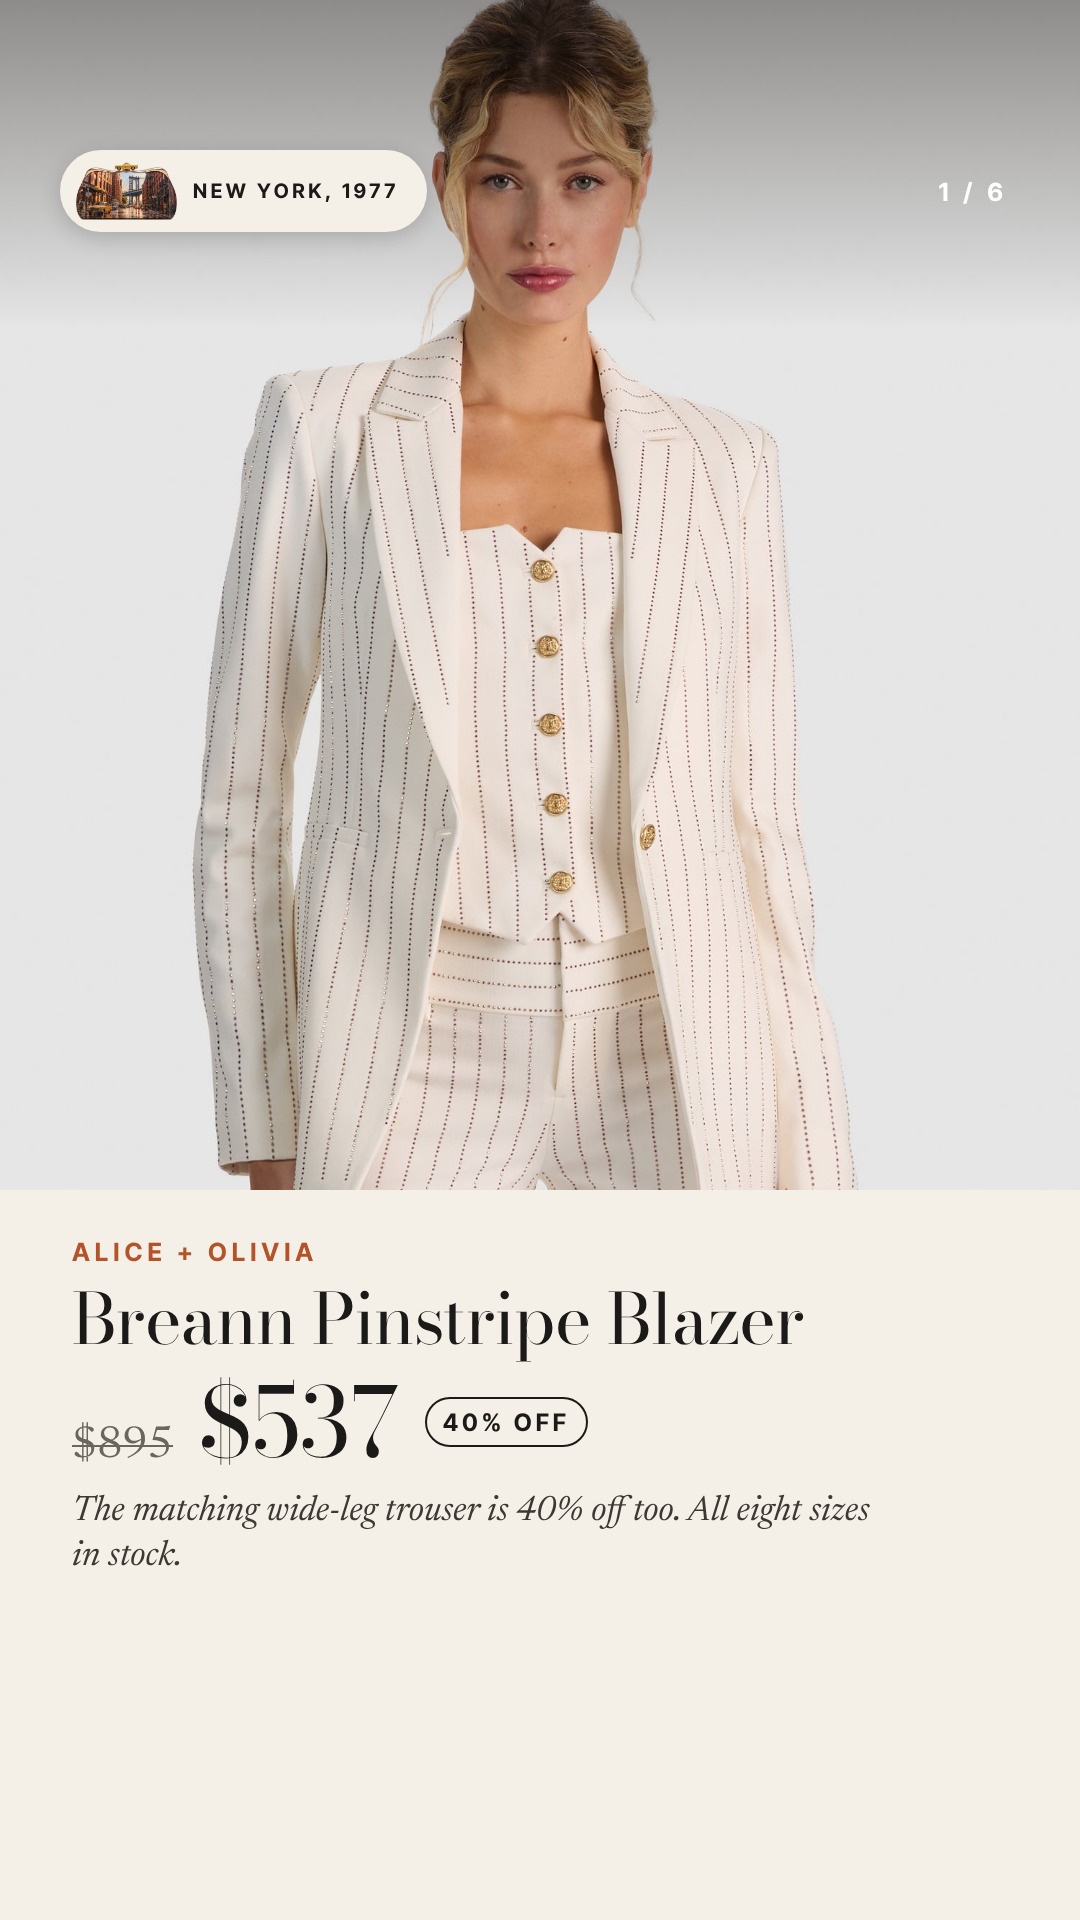 NEW YORK, 1977
1 / 6
ALICE + OLIVIA
Breann Pinstripe Blazer
$895 $537 40% OFF
The matching wide-leg trouser is 40% off too. All eight sizes
in stock.